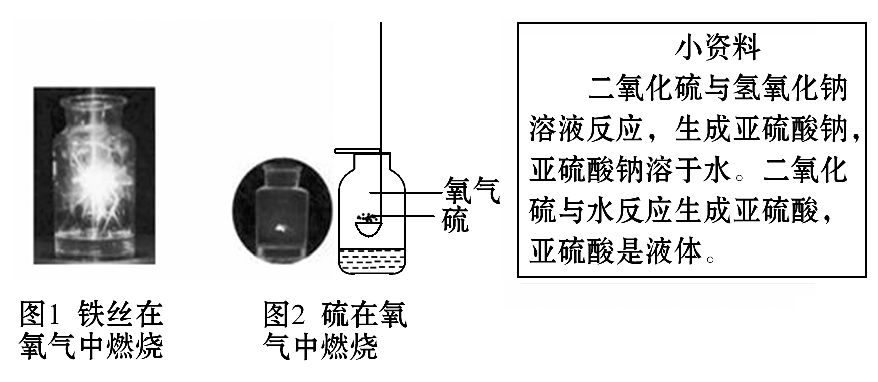 小资料
二氧化硫与氢氧化钠
溶液反应，生成亚硫酸钠，
亚硫酸钠溶于水。二氧化
硫与水反应生成亚硫酸，
亚硫酸是液体。
氧气
硫
图1 铁丝在
氧气中燃烧
图2 硫在氧
气中燃烧